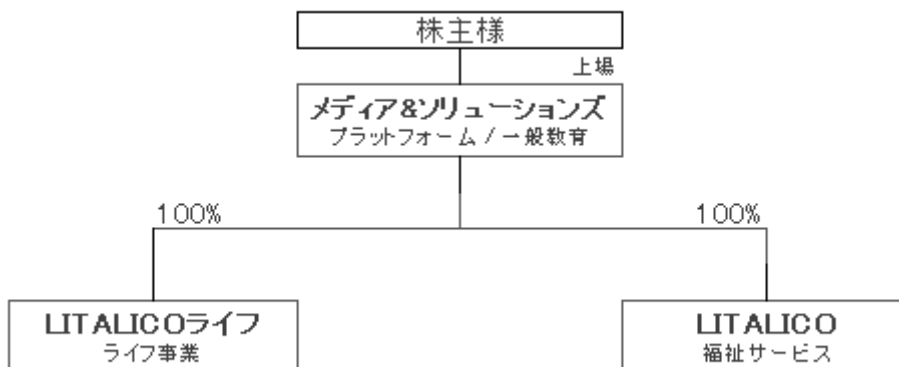 株主様
上場
メディア&ソリューションズ
プラットフォーム / 一般教育
100%
100%
LITALICOライフ
ライフ事業
LITALICO
福祉サービス